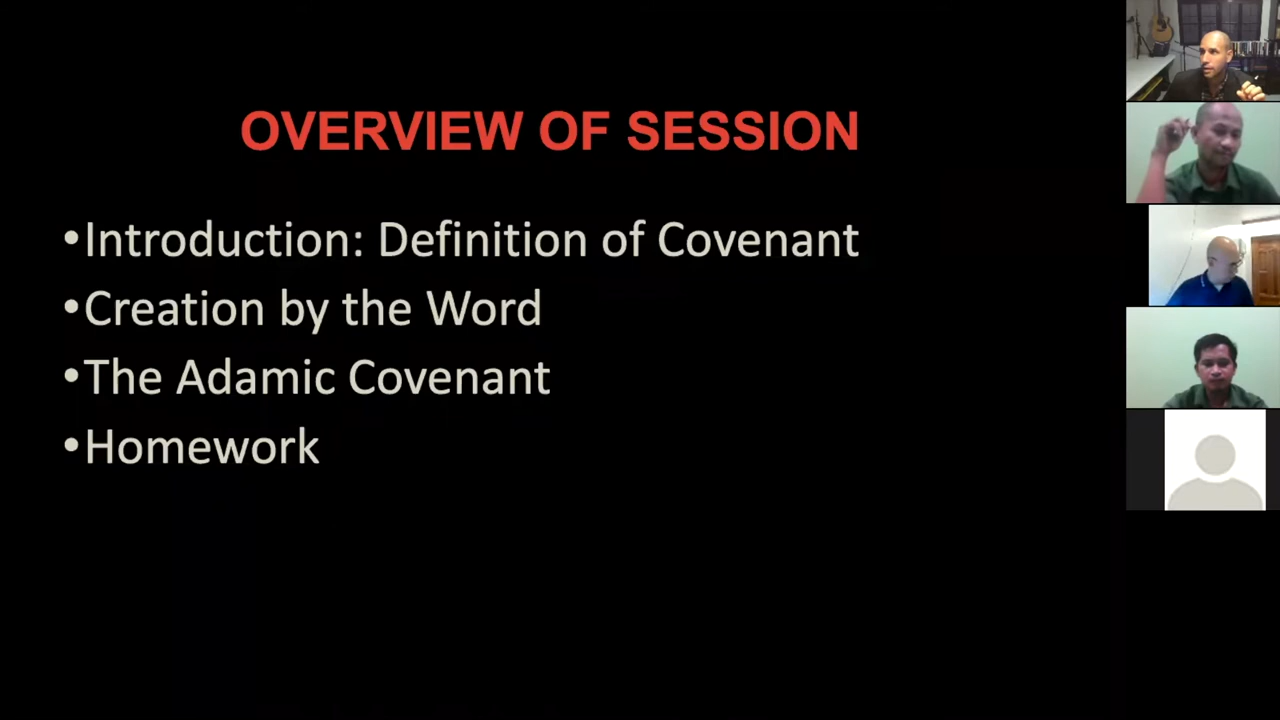 OVERVIEW OF SESSION
•Introduction: Definition of Covenant
•Creation by the Word
•The Adamic Covenant
•Homework